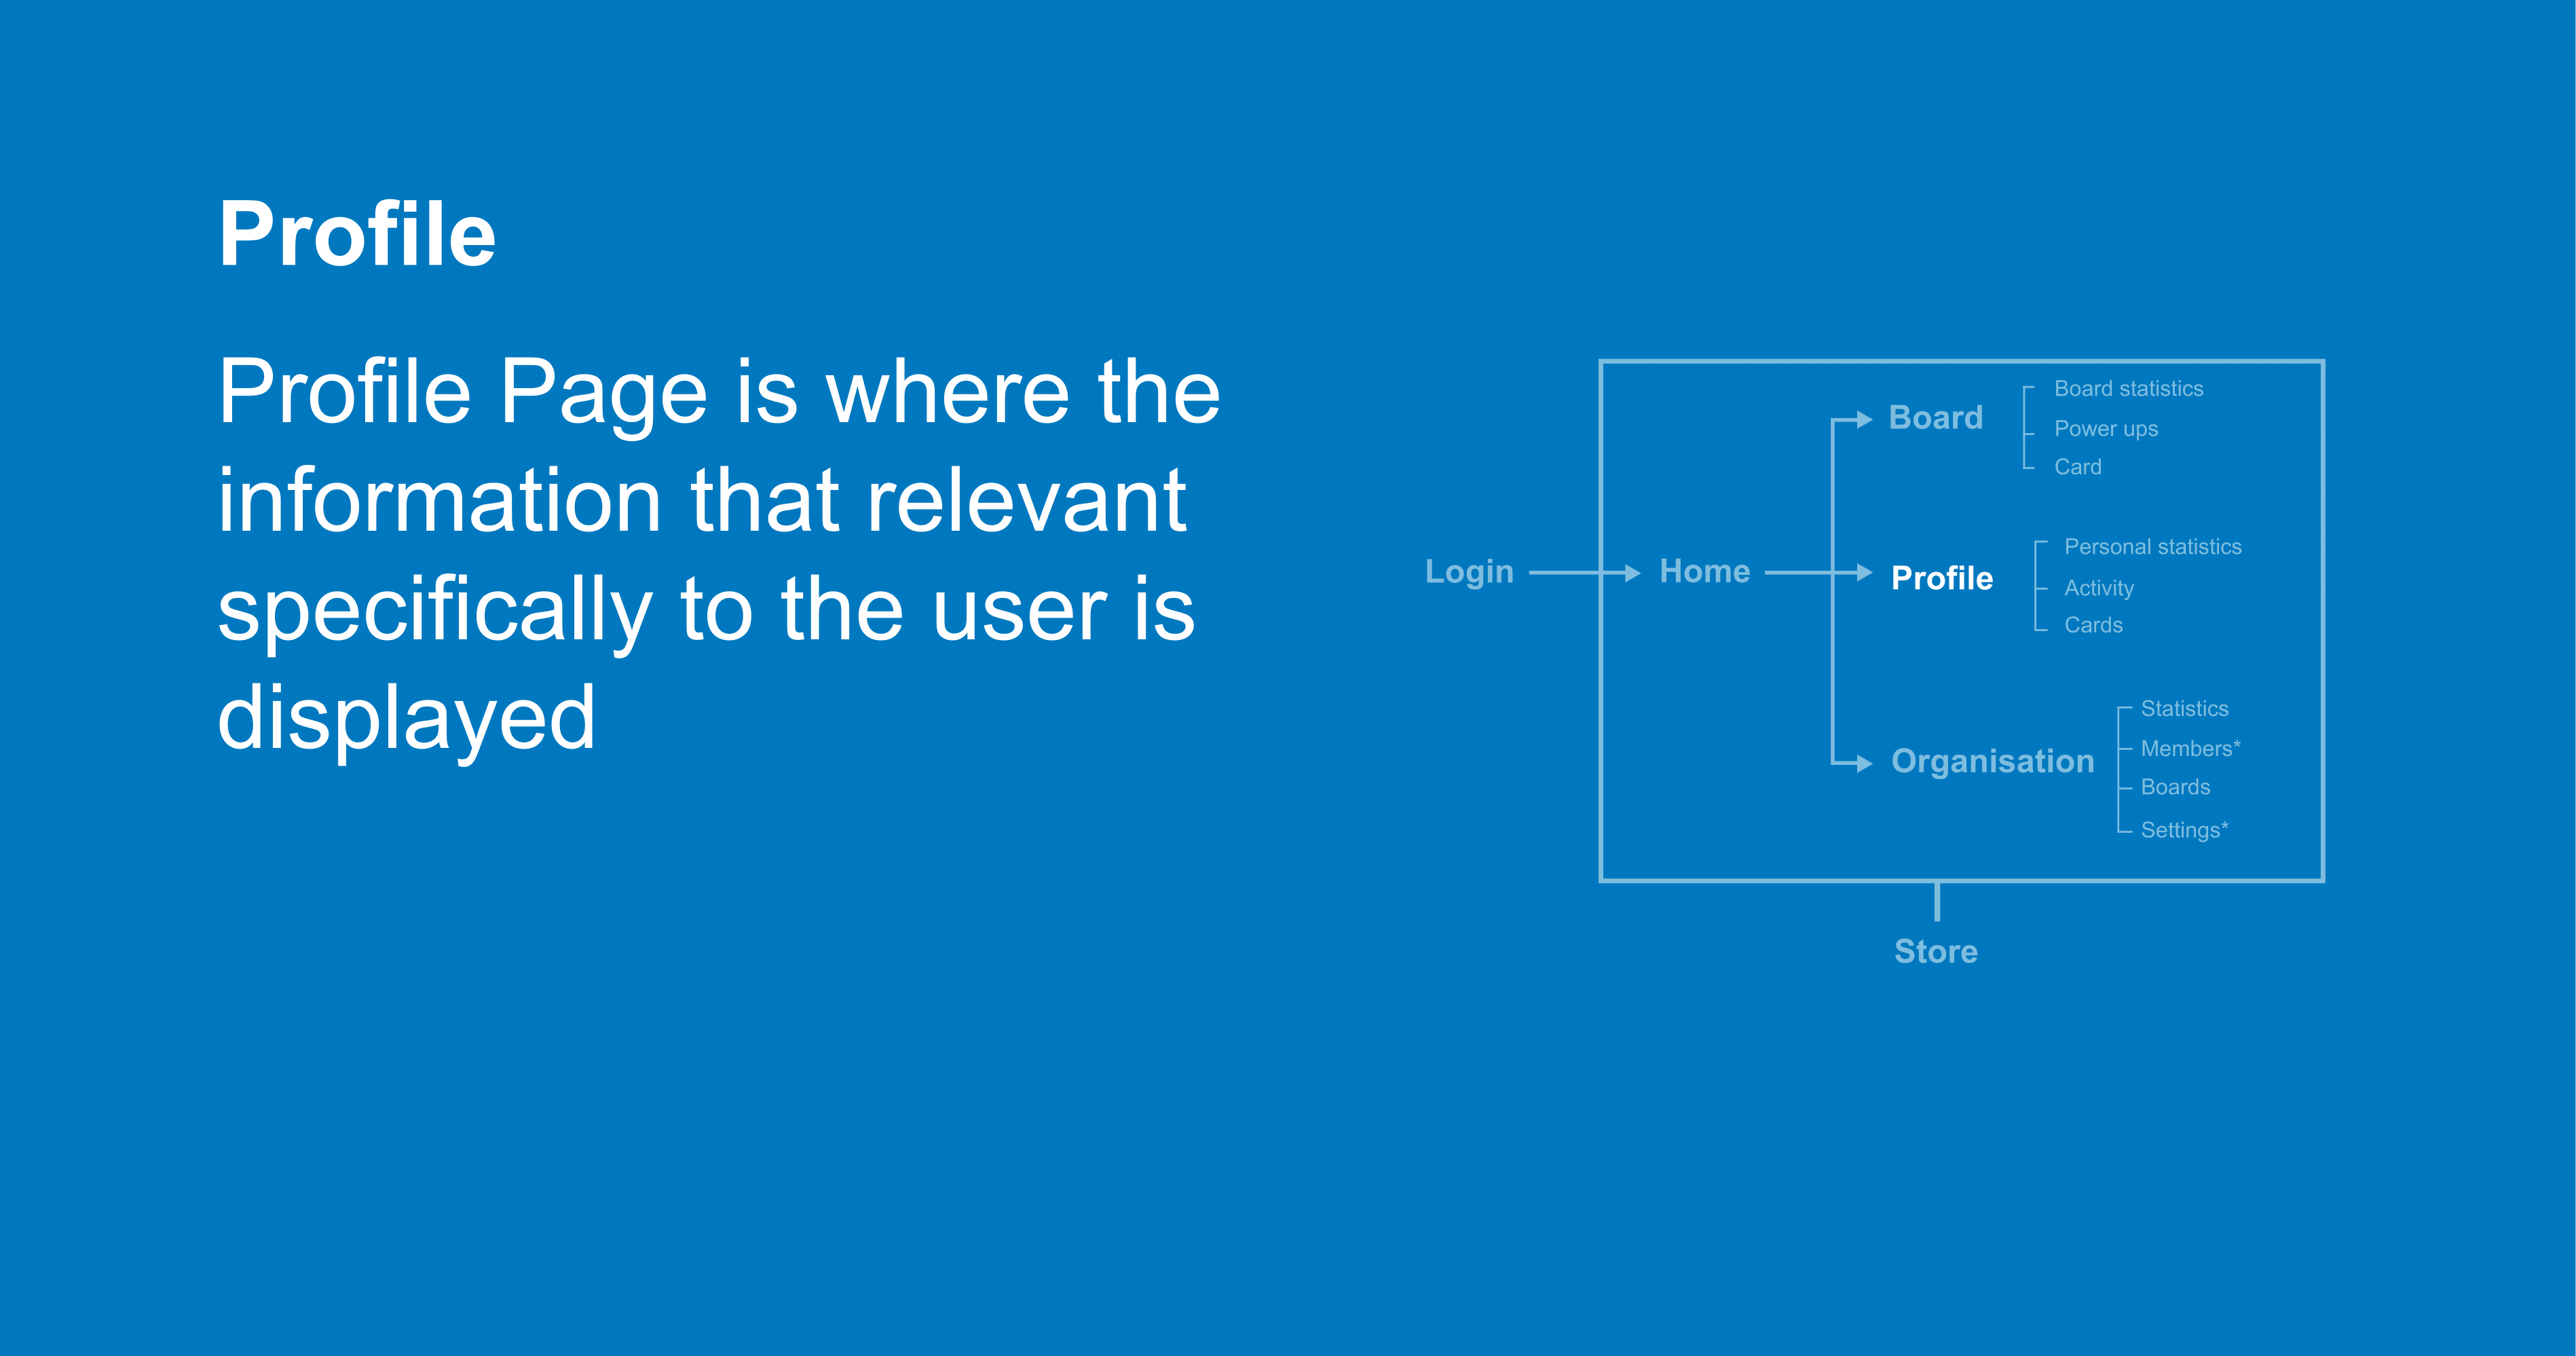 Profile
Profile Page is where the
information that relevant
specifically to the user is
displayed
Login
Home
Board
Board statistics
Power ups
Card
Profile
Personal statistics
Activity
Cards
Organisation
Statistics
Members*
Boards
Settings*
Store